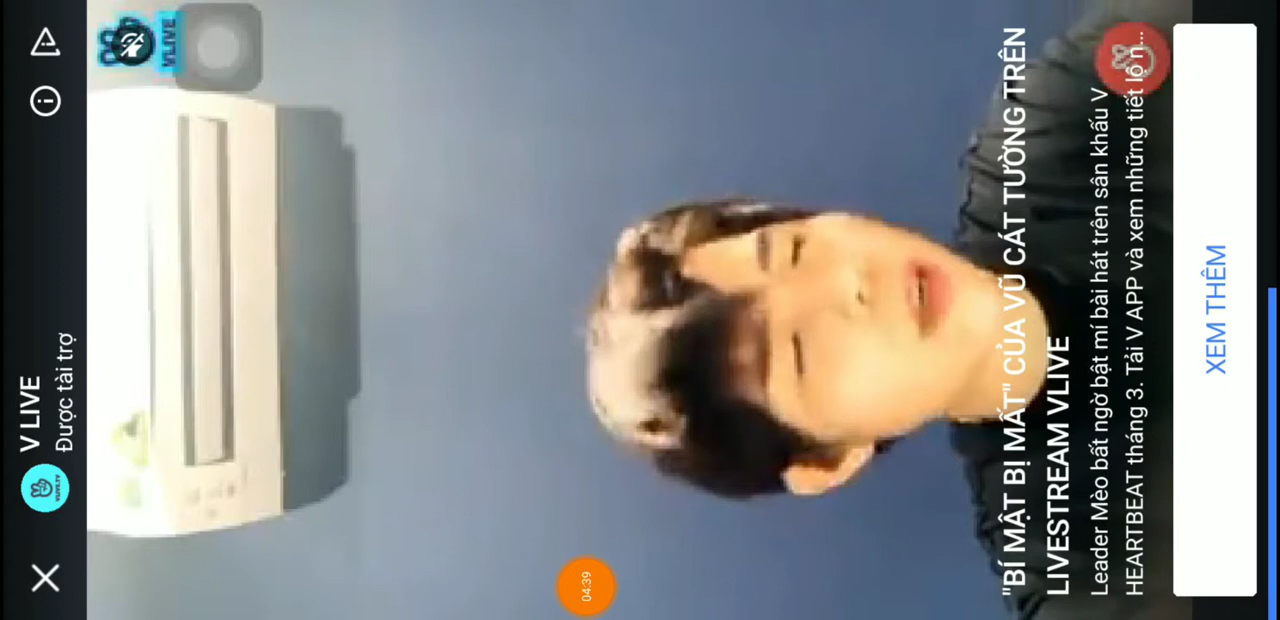 V LIVE
Được tài trợ
VLIVE
"BÍ MẬT BỊ MẤT" CỦA VŨ CÁT TƯỜNG TRÊN
LIVESTREAM VLIVE
Leader Mèo bất ngờ bật mí bài hát trên sân khấu V
HEARTBEAT tháng 3. Tải V APP và xem những tiết lộ n...
XEM THÊM
04:39